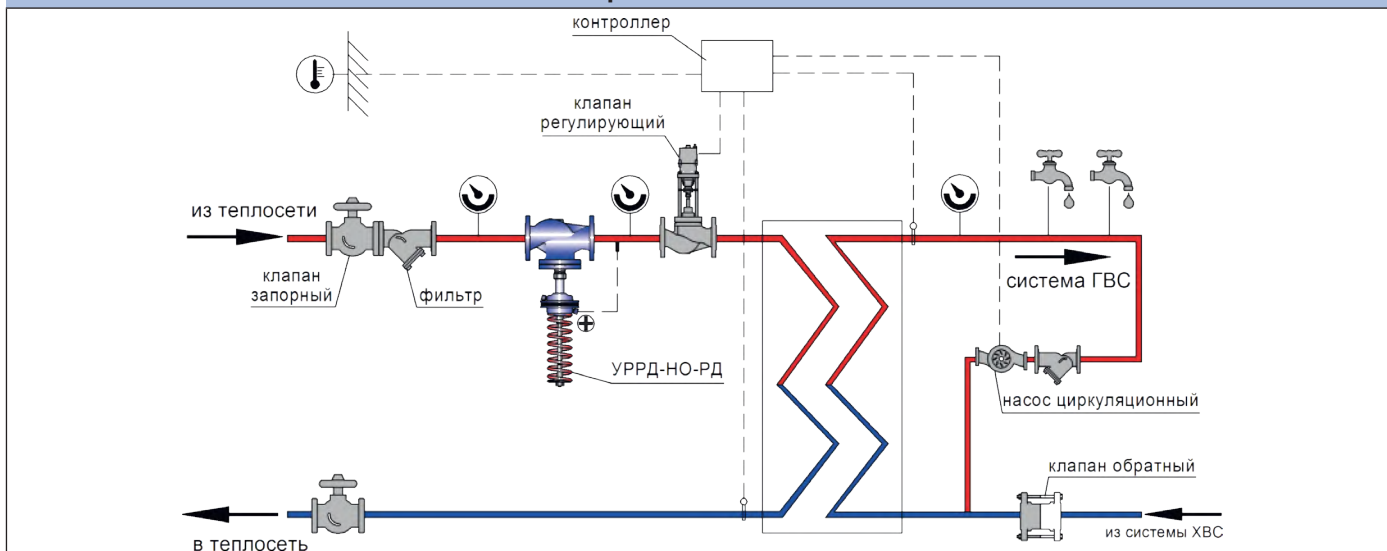 контроллер
клапан
регулирующий
из теплосети
клапан
запорный
фильтр
система ГВС
УРРД-НО-РД
насос циркуляционный
клапан обратный
из системы ХВС
в теплосеть